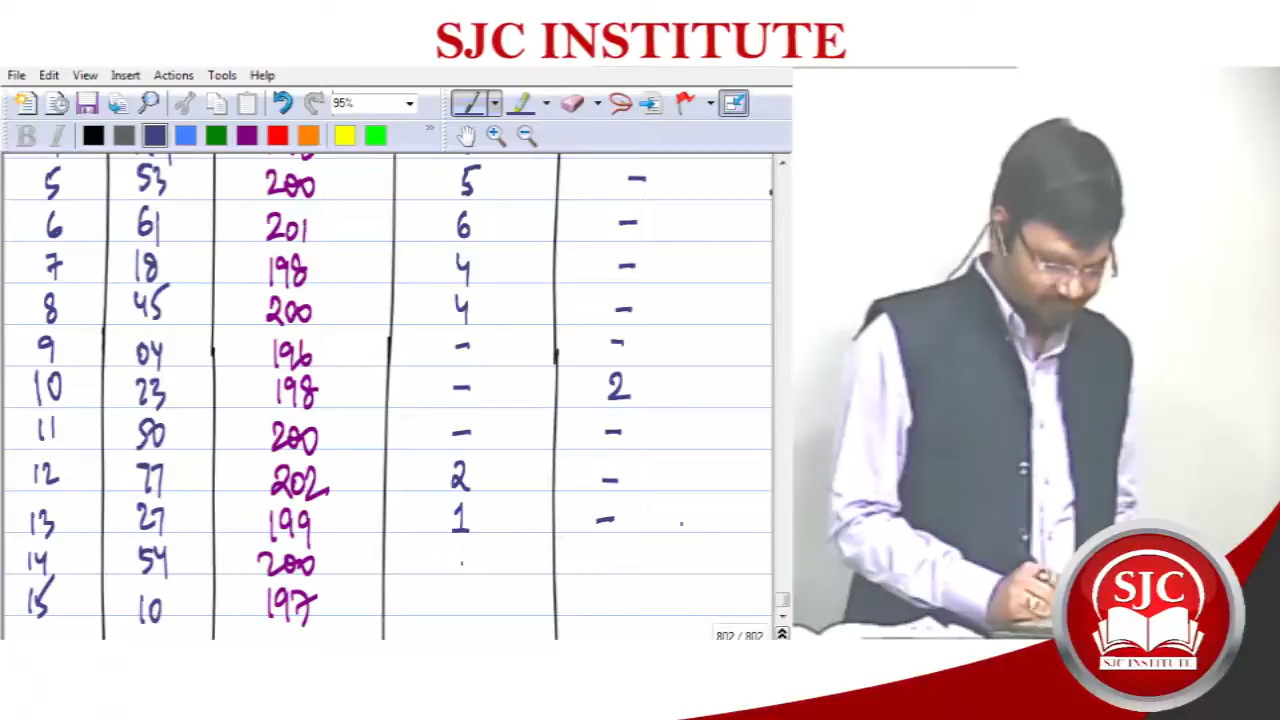 SJC INSTITUTE
File Edit View Insert Actions Tools Help
95%
B I
5 53 200 5 -
6 61 201 6 -
7 18 198 4 -
8 45 200 4 -
9 04 196 - -
10 23 198 - 2
11 50 200 - -
12 77 202 2 -
13 27 199 1 -
14 54 200
15 10 197
802 / 802
SJC
SJC INSTITUTE